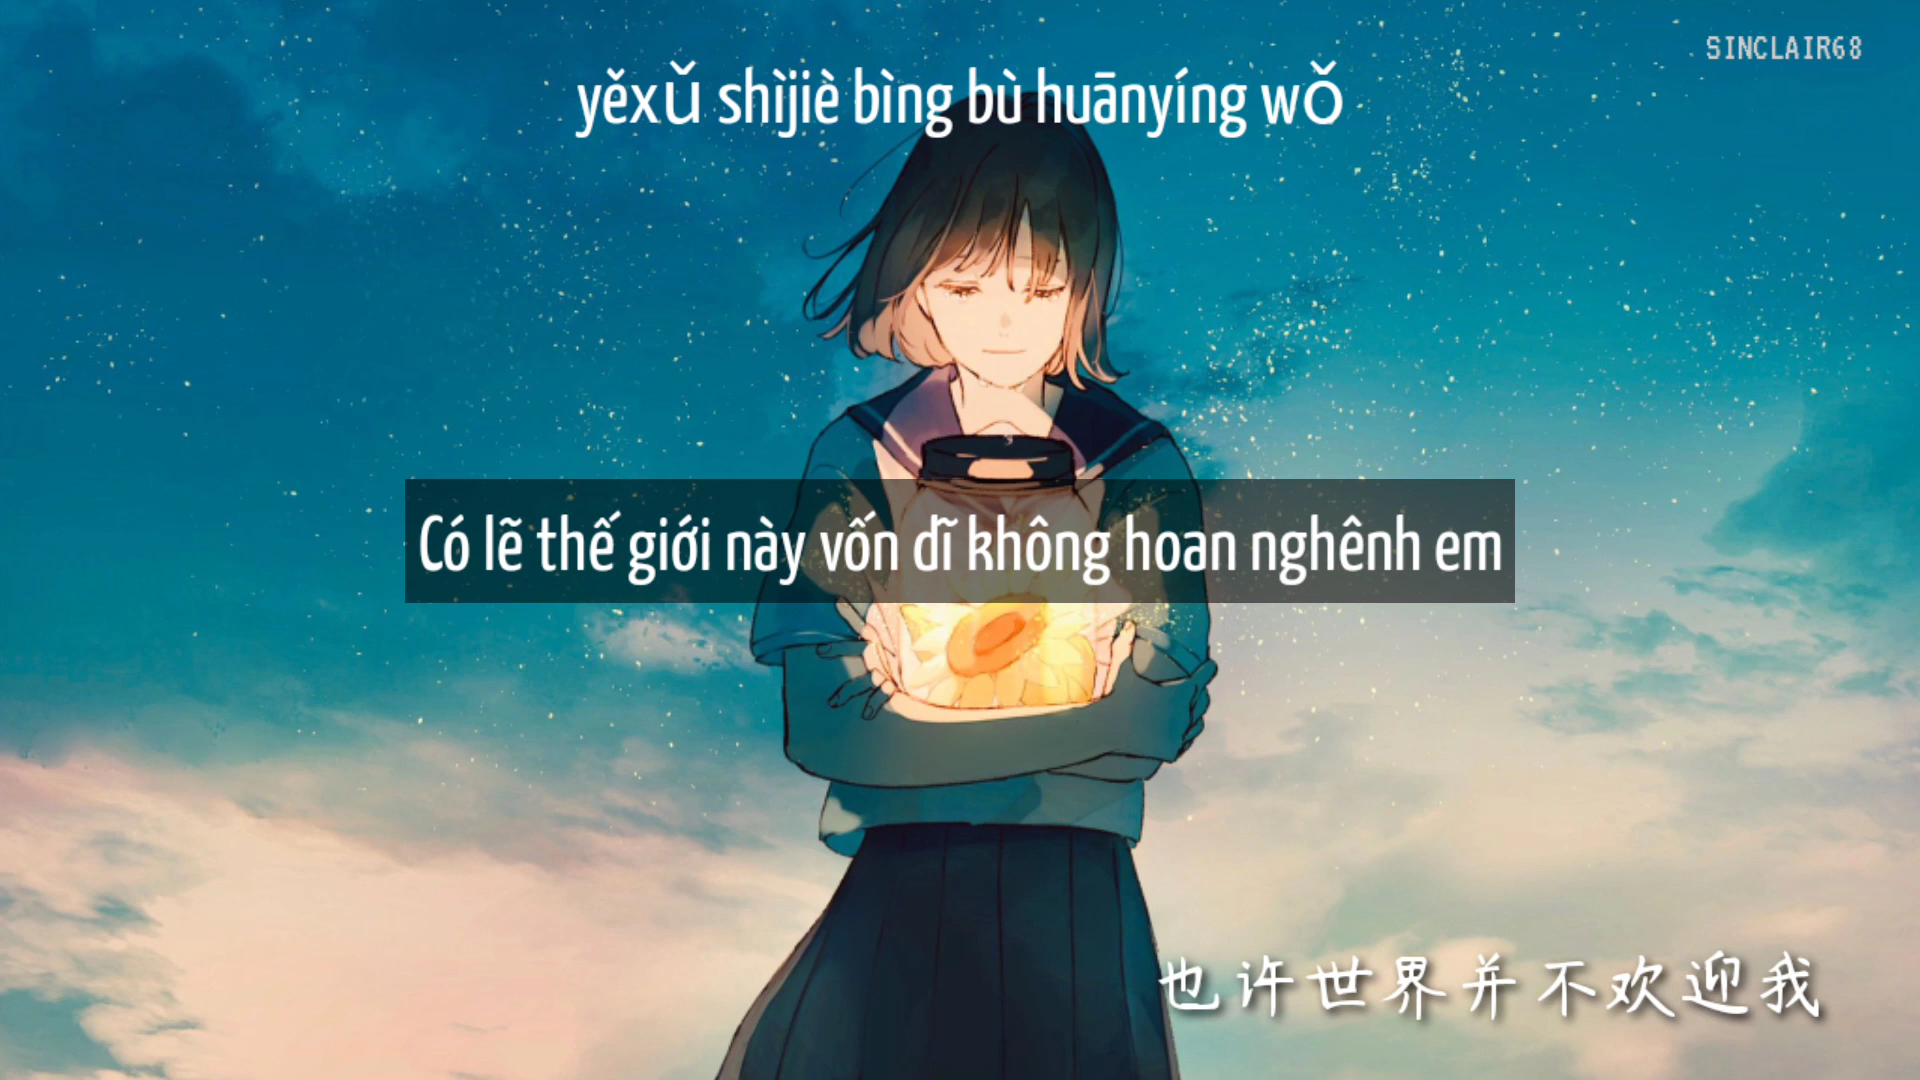 SINCLAIR68
yěxǔ shìjiè bìng bù huānyíng wǒ
Có lẽ thế giới này vốn dĩ không hoan nghênh em
也许世界并不欢迎我